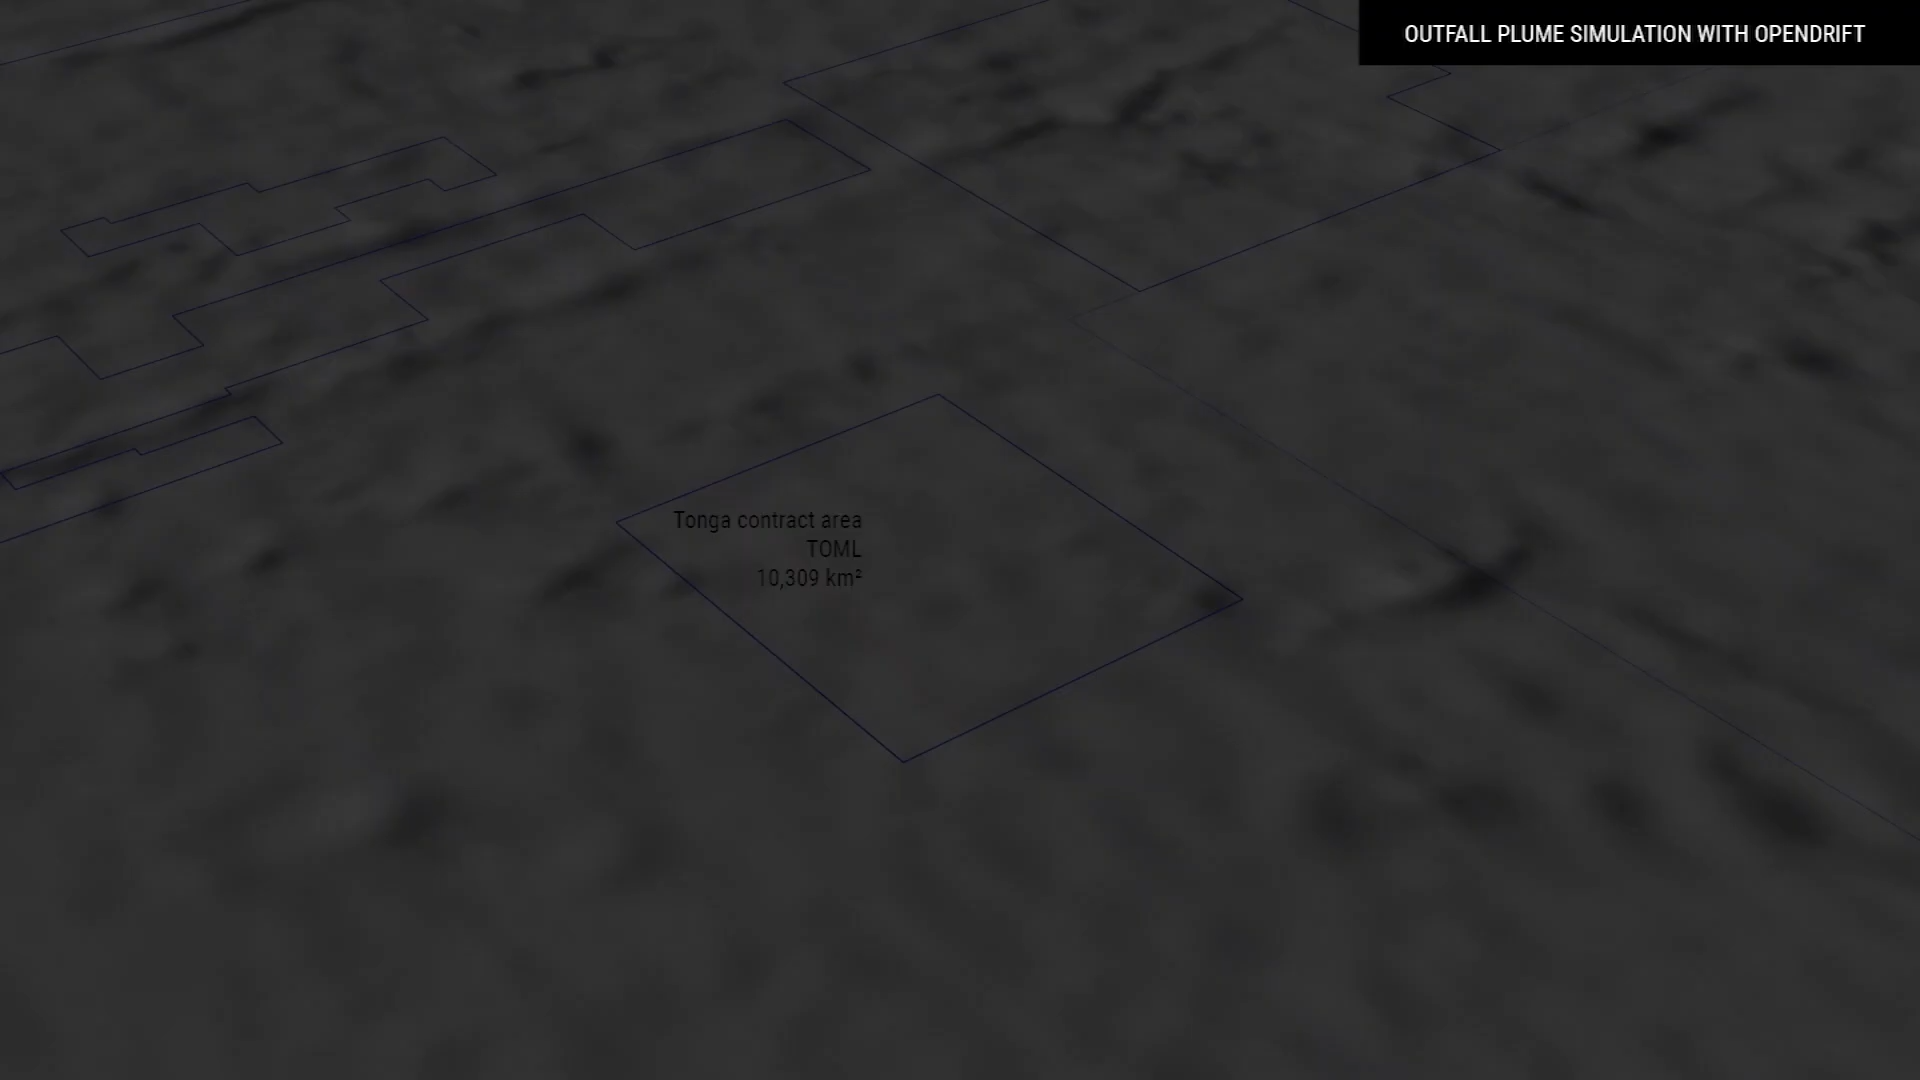 OUTFALL PLUME SIMULATION WITH OPENDRIFT
Tonga contract area
TOML
10,309 km²